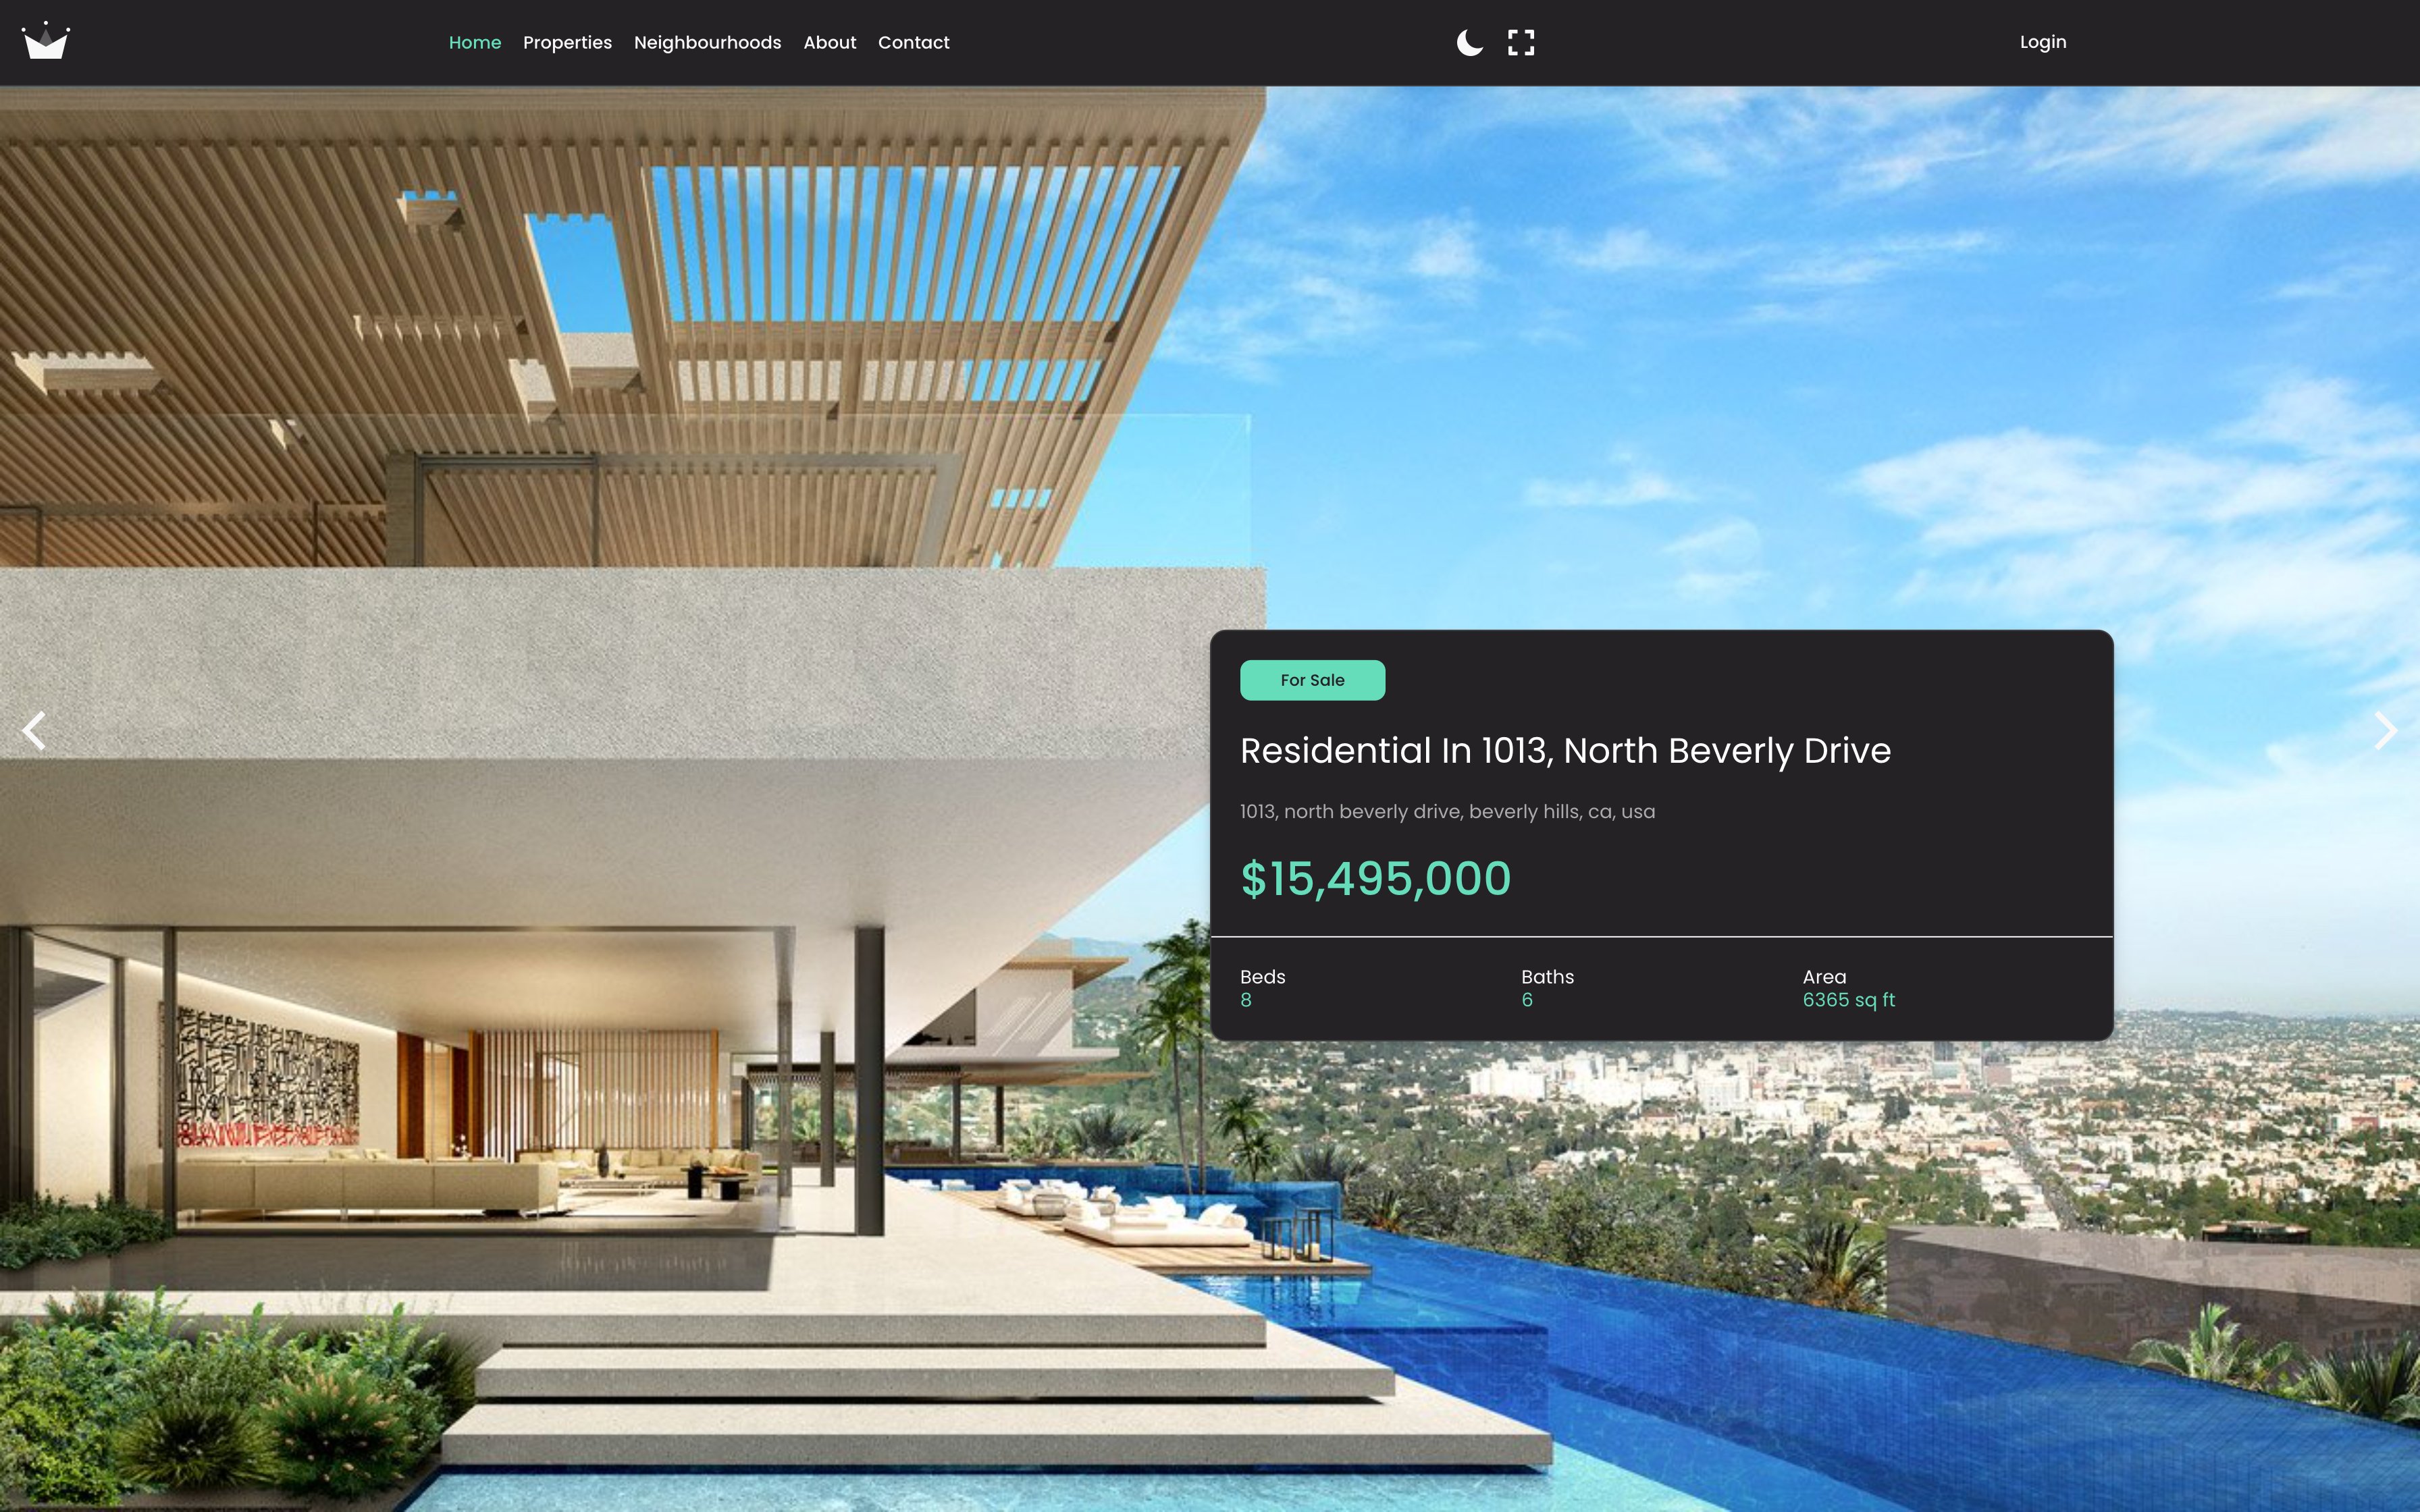 Home Properties Neighbourhoods About Contact Login
For Sale
Residential In 1013, North Beverly Drive
1013, north beverly drive, beverly hills, ca, usa
$15,495,000
Beds Baths Area
8 6 6365 sq ft